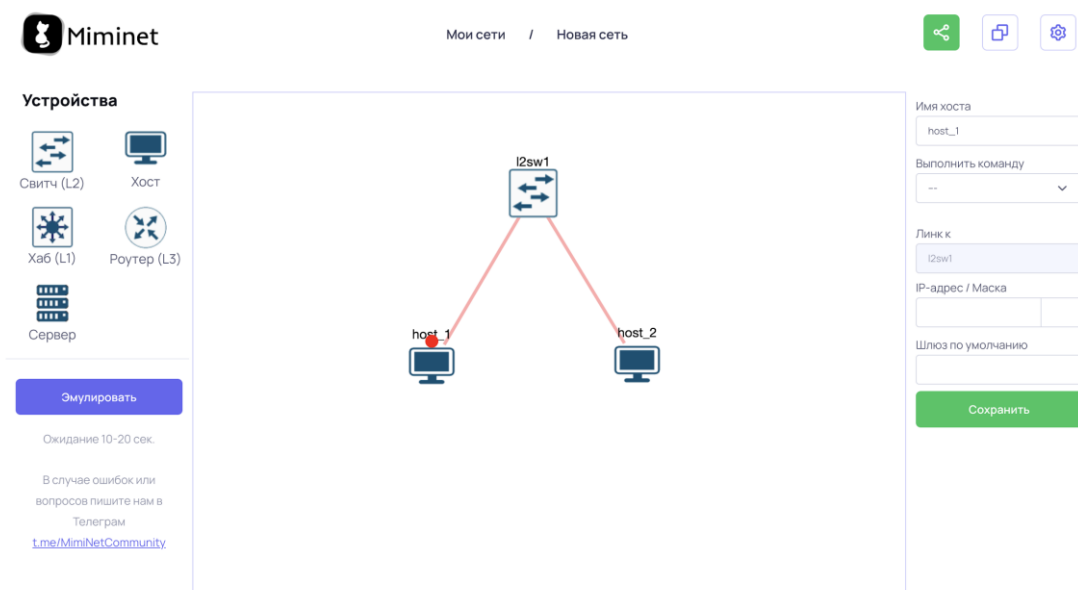 Miminet
Мои сети / Новая сеть
Устройства
Свитч (L2)
Хост
Хаб (L1)
Роутер (L3)
Сервер
Эмулировать
Ожидание 10-20 сек.
В случае ошибок или
вопросов пишите нам в
Телеграм
t.me/MimiNetCommunity
l2sw1
host_1
host_2
Имя хоста
host_1
Выполнить команду
--
Линк к
l2sw1
IP-адрес / Маска
Шлюз по умолчанию
Сохранить